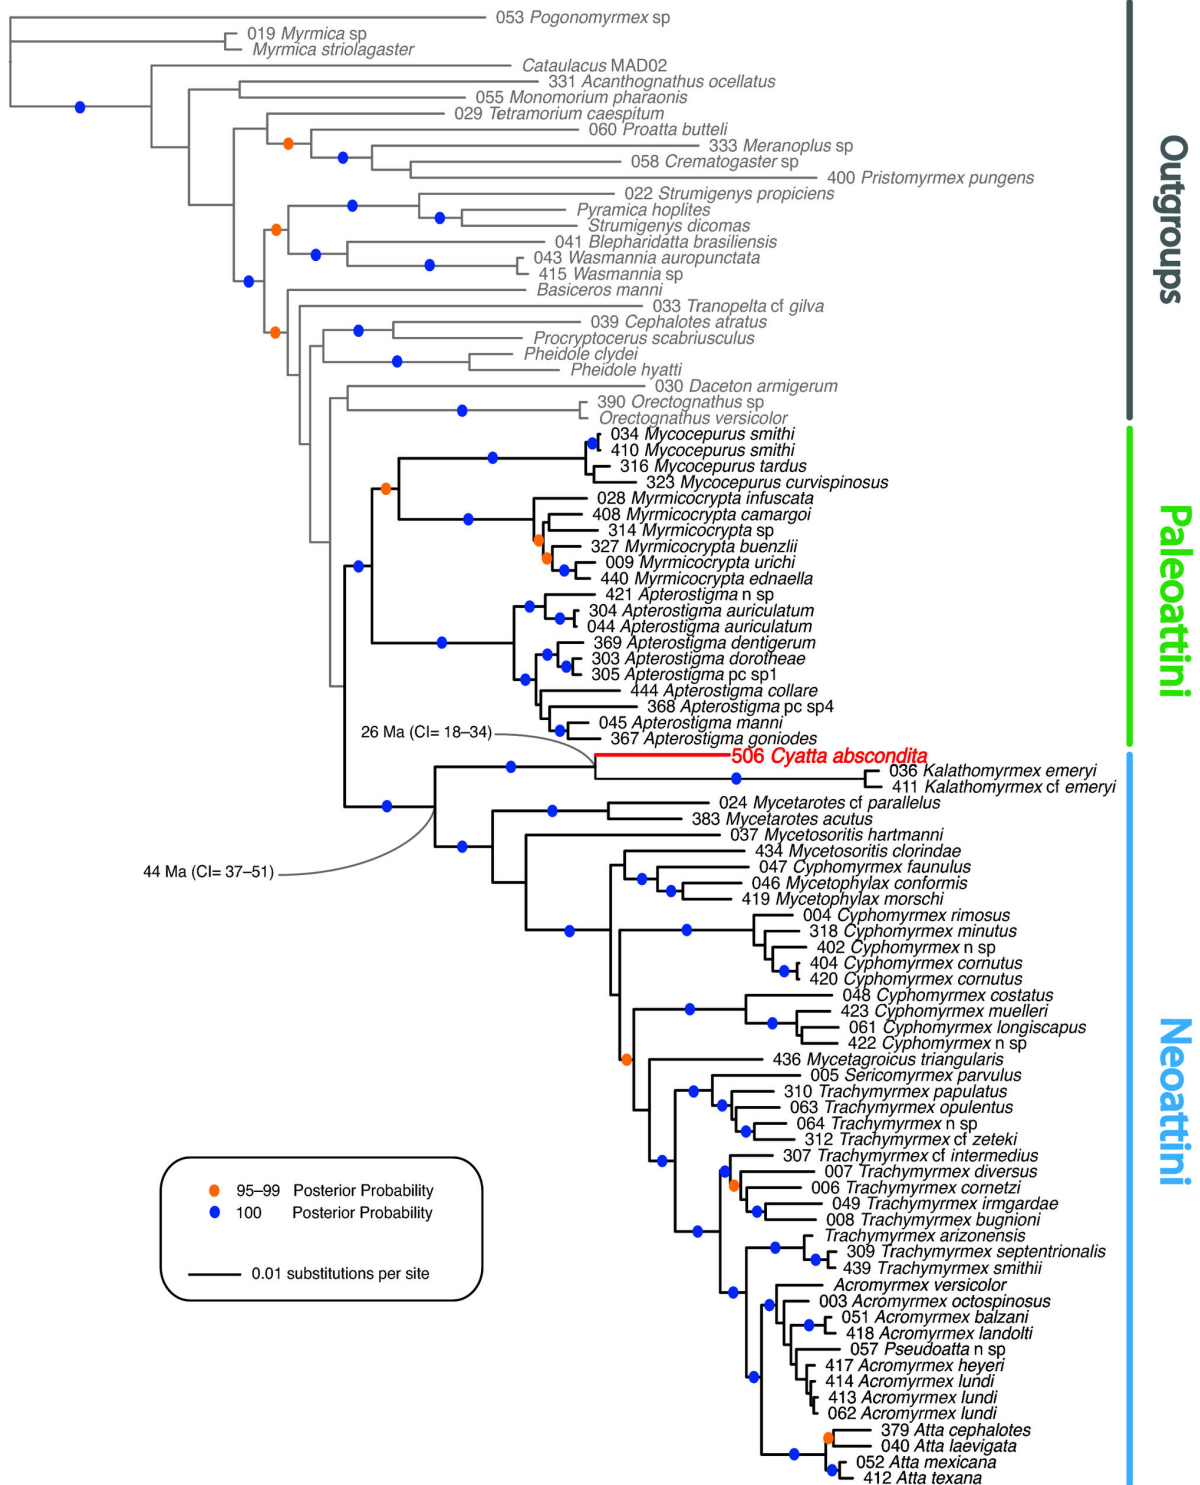 053 Pogonomyrmex sp
019 Myrmica sp
Myrmica striolagaster
Cataulacus MAD02
331 Acanthognathus ocellatus
055 Monomorium pharaonis
029 Tetramorium caespitum
060 Proatta butteli
333 Meranoplus sp
058 Crematogaster sp
400 Pristomyrmex pungens
022 Strumigenys propiciens
Pyramica hoplites
Strumigenys dicomas
041 Blepharidatta brasiliensis
043 Wasmannia auropunctata
415 Wasmannia sp
Basiceros manni
033 Tranopelta cf gilva
039 Cephalotes atratus
Procryptocerus scabriusculus
Pheidole clydei
Pheidole hyatti
030 Daceton armigerum
390 Orectognathus sp
Orectognathus versicolor
Outgroups
034 Mycocepurus smithi
410 Mycocepurus smithi
316 Mycocepurus tardus
323 Mycocepurus curvispinosus
028 Myrmicocrypta infuscata
408 Myrmicocrypta camargoi
314 Myrmicocrypta sp
327 Myrmicocrypta buenzlii
009 Myrmicocrypta urichi
440 Myrmicocrypta ednaella
421 Apterostigma n sp
304 Apterostigma auriculatum
044 Apterostigma auriculatum
369 Apterostigma dentigerum
303 Apterostigma dorotheae
305 Apterostigma pc sp1
444 Apterostigma collare
368 Apterostigma pc sp4
045 Apterostigma manni
367 Apterostigma goniodes
Paleoattini
26 Ma (CI= 18–34)
506 Cyatta abscondita
036 Kalathomyrmex emeryi
411 Kalathomyrmex cf emeryi
024 Mycetarotes cf parallelus
383 Mycetarotes acutus
037 Mycetosoritis hartmanni
434 Mycetosoritis clorindae
047 Cyphomyrmex faunulus
44 Ma (CI= 37–51)
046 Mycetophylax conformis
419 Mycetophylax morschi
004 Cyphomyrmex rimosus
318 Cyphomyrmex minutus
402 Cyphomyrmex n sp
404 Cyphomyrmex cornutus
420 Cyphomyrmex cornutus
048 Cyphomyrmex costatus
423 Cyphomyrmex muelleri
061 Cyphomyrmex longiscapus
422 Cyphomyrmex n sp
436 Mycetagroicus triangularis
005 Sericomyrmex parvulus
310 Trachymyrmex papulatus
063 Trachymyrmex opulentus
064 Trachymyrmex n sp
312 Trachymyrmex cf zeteki
307 Trachymyrmex cf intermedius
007 Trachymyrmex diversus
006 Trachymyrmex cornetzi
049 Trachymyrmex irmgardae
008 Trachymyrmex bugnioni
Trachymyrmex arizonensis
309 Trachymyrmex septentrionalis
439 Trachymyrmex smithii
Acromyrmex versicolor
003 Acromyrmex octospinosus
051 Acromyrmex balzani
418 Acromyrmex landolti
057 Pseudoatta n sp
417 Acromyrmex heyeri
414 Acromyrmex lundi
413 Acromyrmex lundi
062 Acromyrmex lundi
379 Atta cephalotes
040 Atta laevigata
052 Atta mexicana
412 Atta texana
Neoattini
95–99 Posterior Probability
100 Posterior Probability
0.01 substitutions per site